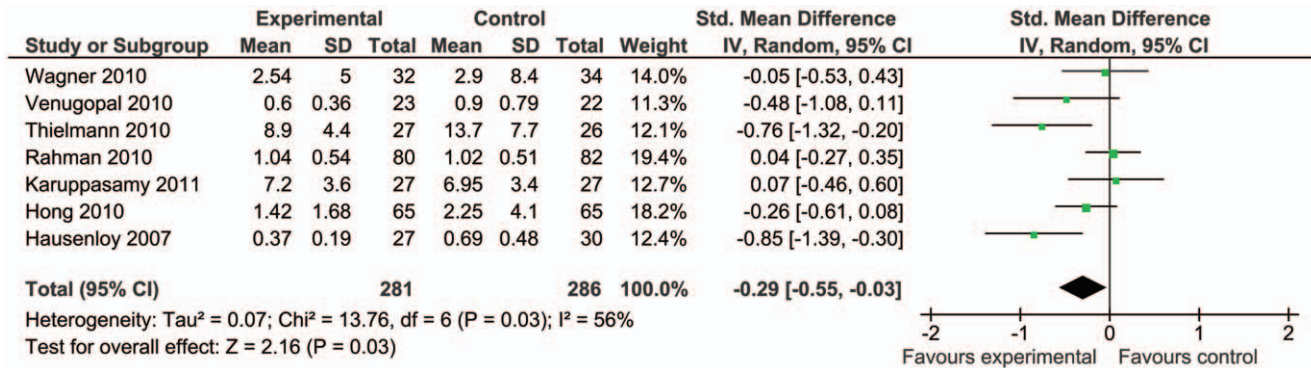 Experimental Control Std. Mean Difference Std. Mean Difference
Study or Subgroup Mean SD Total Mean SD Total Weight IV, Random, 95% CI IV, Random, 95% CI
Wagner 2010 2.54 5 32 2.9 8.4 34 14.0% -0.05 [-0.53, 0.43]
Venugopal 2010 0.6 0.36 23 0.9 0.79 22 11.3% -0.48 [-1.08, 0.11]
Thielmann 2010 8.9 4.4 27 13.7 7.7 26 12.1% -0.76 [-1.32, -0.20]
Rahman 2010 1.04 0.54 80 1.02 0.51 82 19.4% 0.04 [-0.27, 0.35]
Karuppasamy 2011 7.2 3.6 27 6.95 3.4 27 12.7% 0.07 [-0.46, 0.60]
Hong 2010 1.42 1.68 65 2.25 4.1 65 18.2% -0.26 [-0.61, 0.08]
Hausenloy 2007 0.37 0.19 27 0.69 0.48 30 12.4% -0.85 [-1.39, -0.30]
Total (95% CI) 281 286 100.0% -0.29 [-0.55, -0.03]
Heterogeneity: Tau² = 0.07; Chi² = 13.76, df = 6 (P = 0.03); I² = 56%
Test for overall effect: Z = 2.16 (P = 0.03)
-2 -1 0 1 2
Favours experimental Favours control